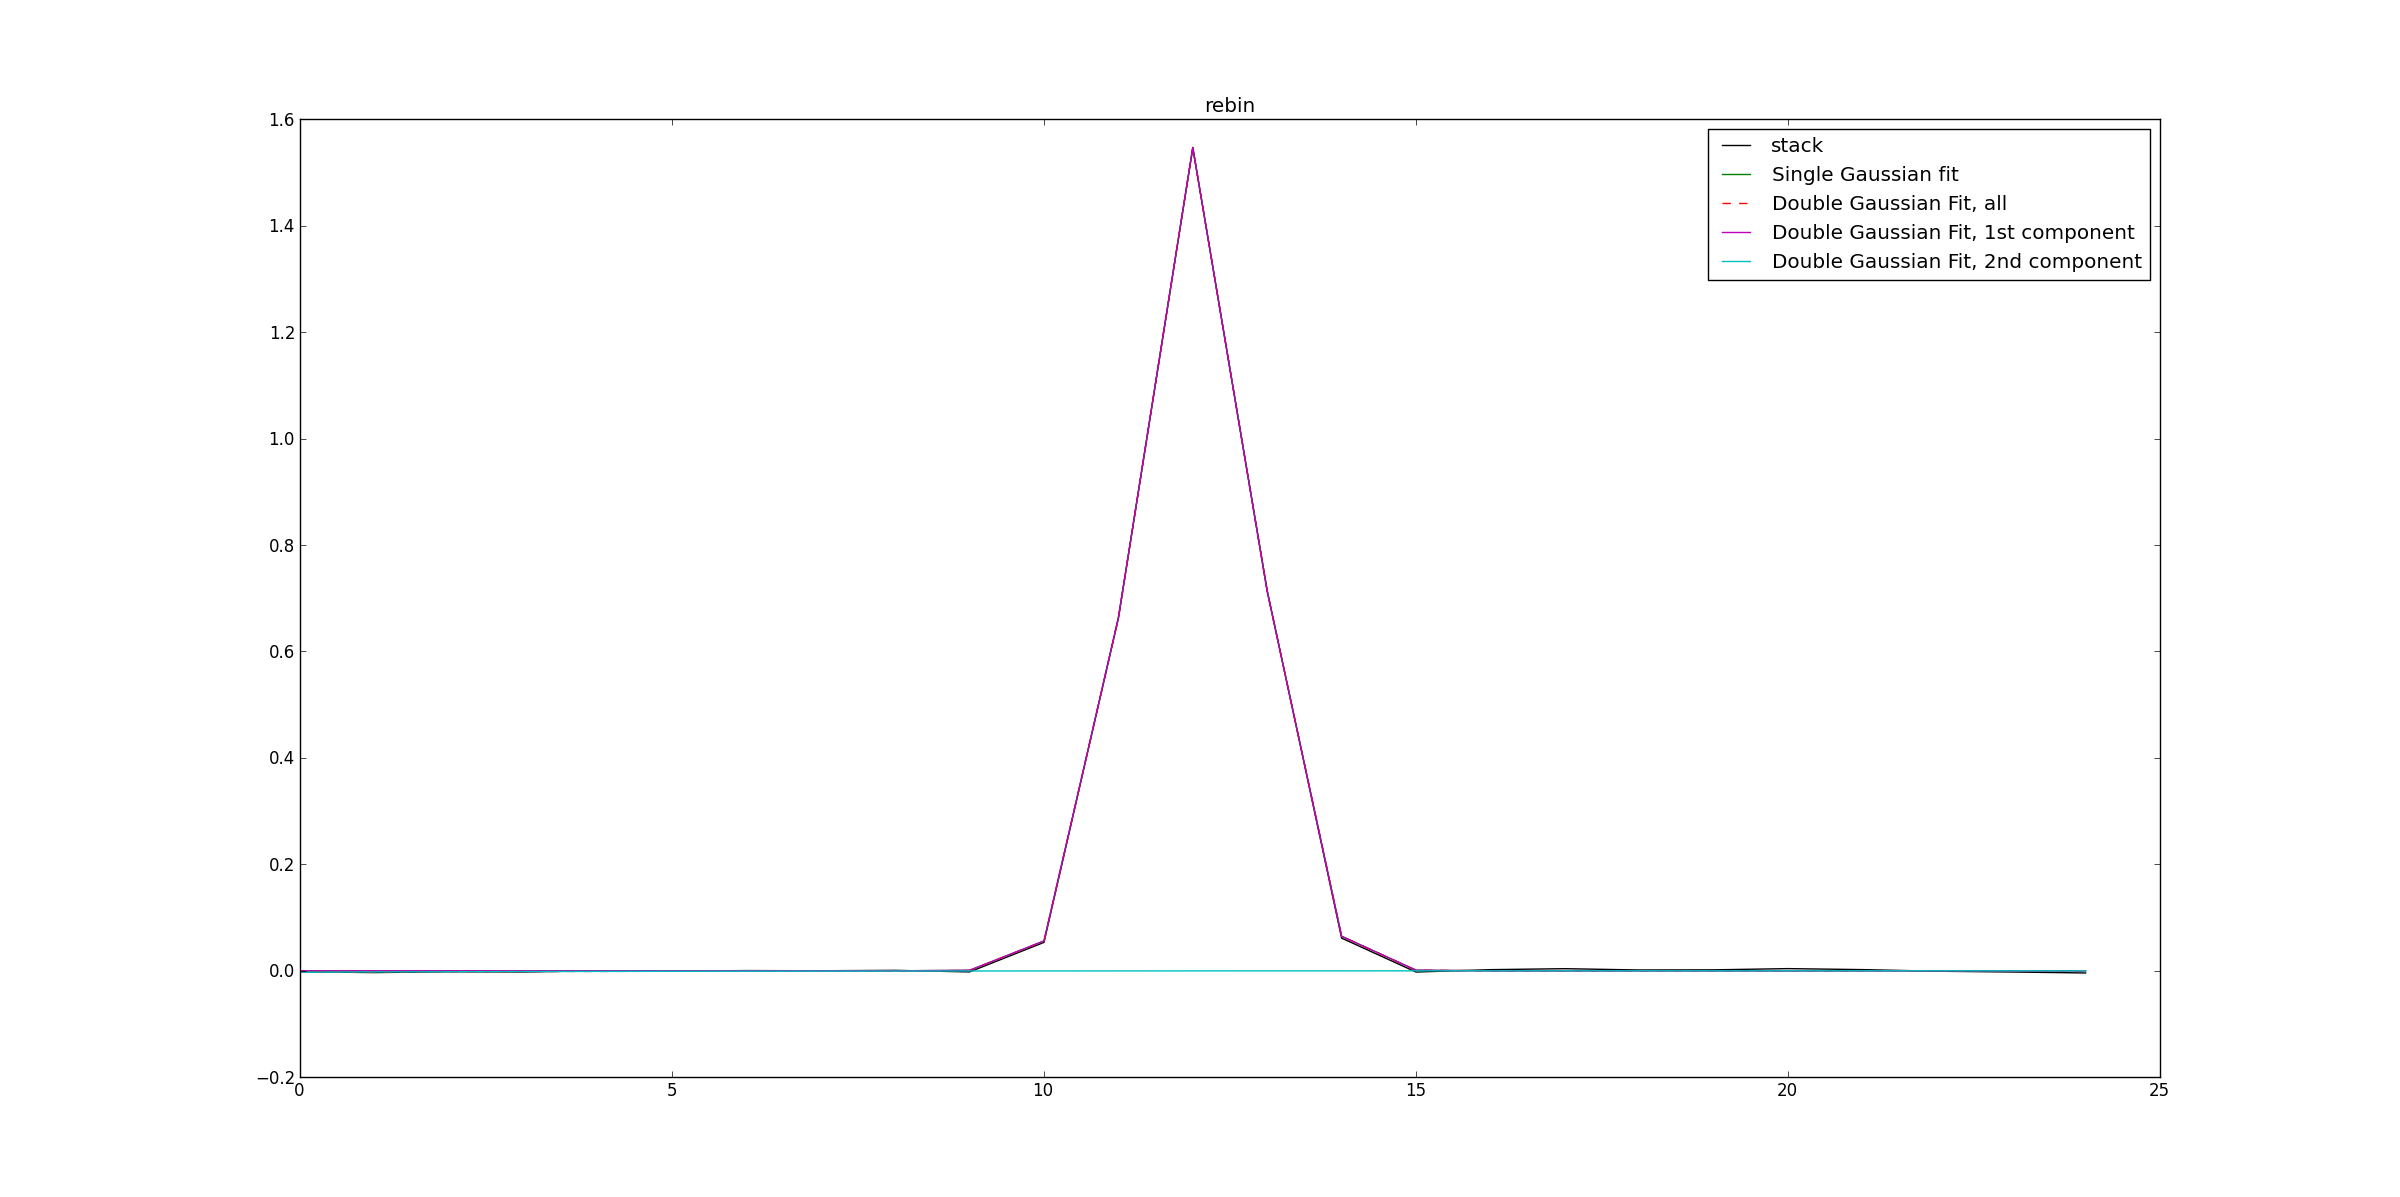 rebin
1.6
1.4
1.2
1.0
0.8
0.6
0.4
0.2
0.0
−0.2
0 5 10 15 20 25
stack
Single Gaussian fit
Double Gaussian Fit, all
Double Gaussian Fit, 1st component
Double Gaussian Fit, 2nd component